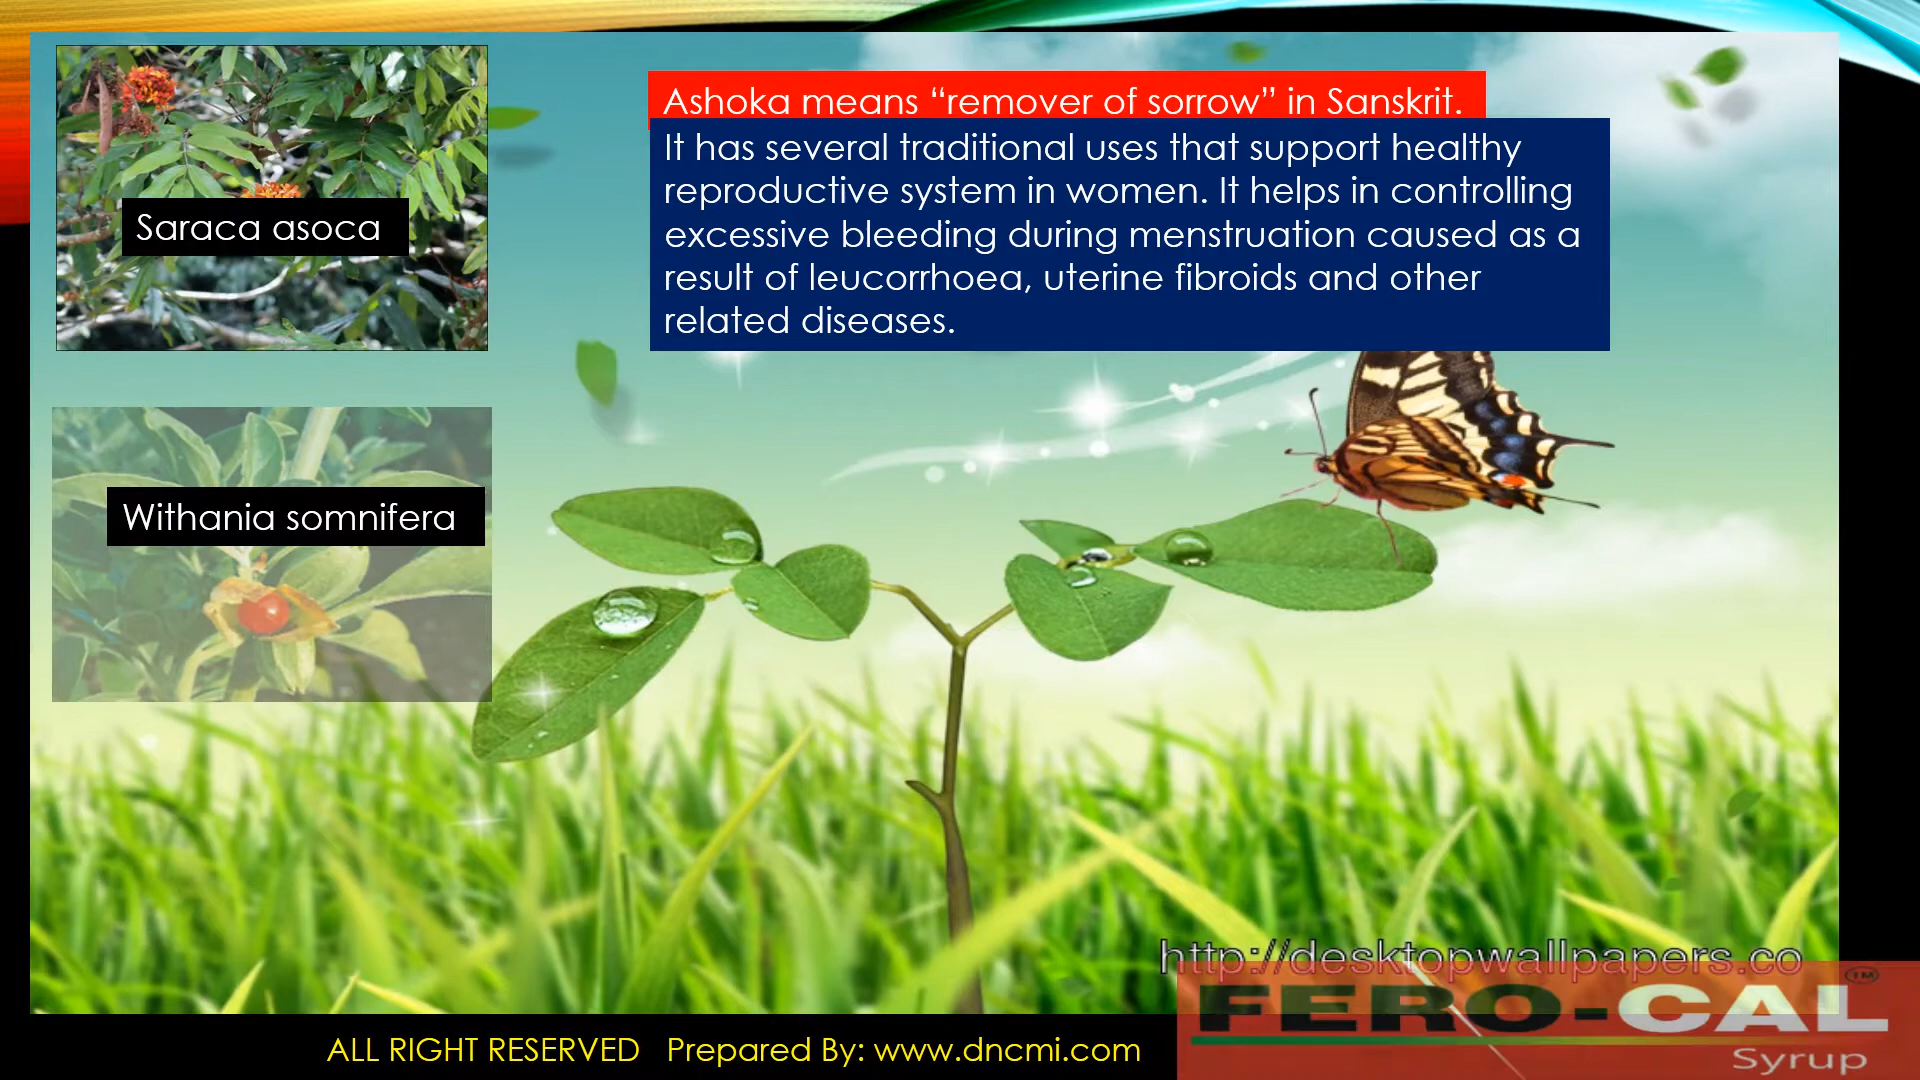 Ashoka means “remover of sorrow” in Sanskrit.
It has several traditional uses that support healthy
reproductive system in women. It helps in controlling
excessive bleeding during menstruation caused as a
result of leucorrhoea, uterine fibroids and other
related diseases.
Saraca asoca
Withania somnifera
http://desktopwallpapers.co
FERO-CAL™
Syrup
ALL RIGHT RESERVED Prepared By: www.dncmi.com